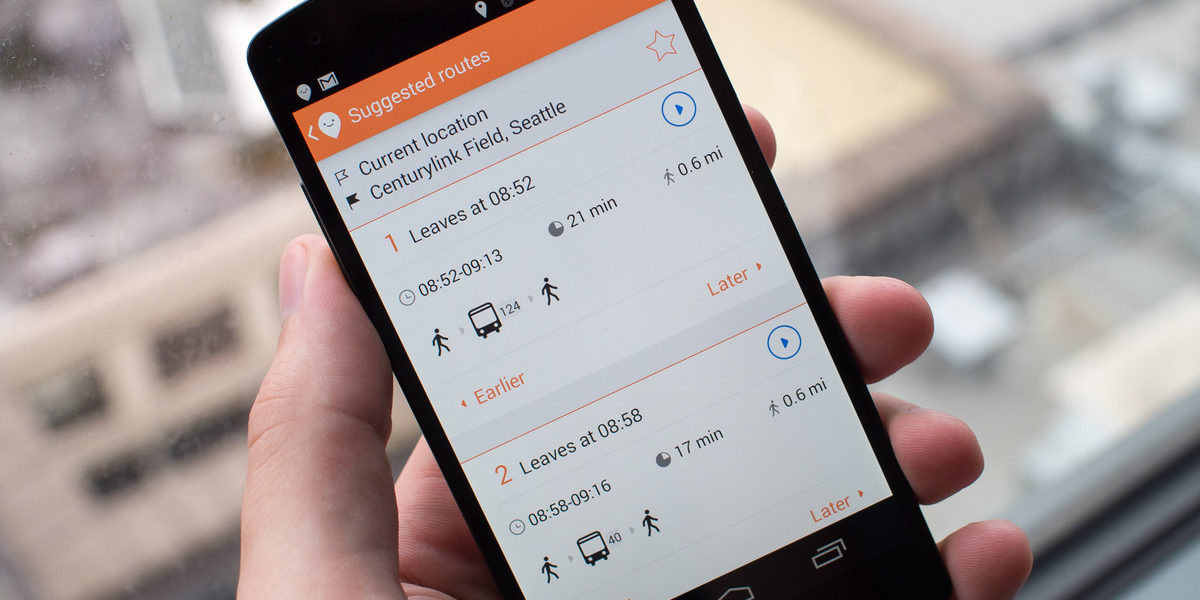 Suggested routes
Current location
Centurylink Field, Seattle
1 Leaves at 08:52
08:52-09:13 21 min 0.6 mi
124
Earlier Later
2 Leaves at 08:58
08:58-09:16 17 min 0.6 mi
40
Later